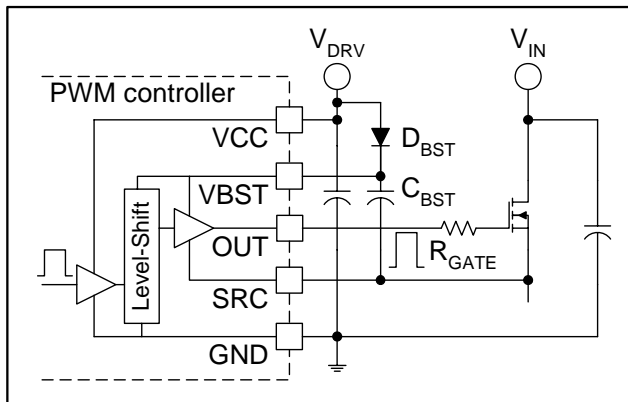 V_DRV
V_IN
PWM controller
VCC
D_BST
VBST
C_BST
Level-Shift
OUT
R_GATE
SRC
GND